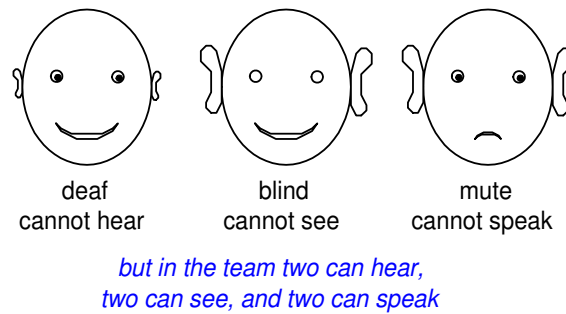 deaf
cannot hear
blind
cannot see
mute
cannot speak
but in the team two can hear,
two can see, and two can speak